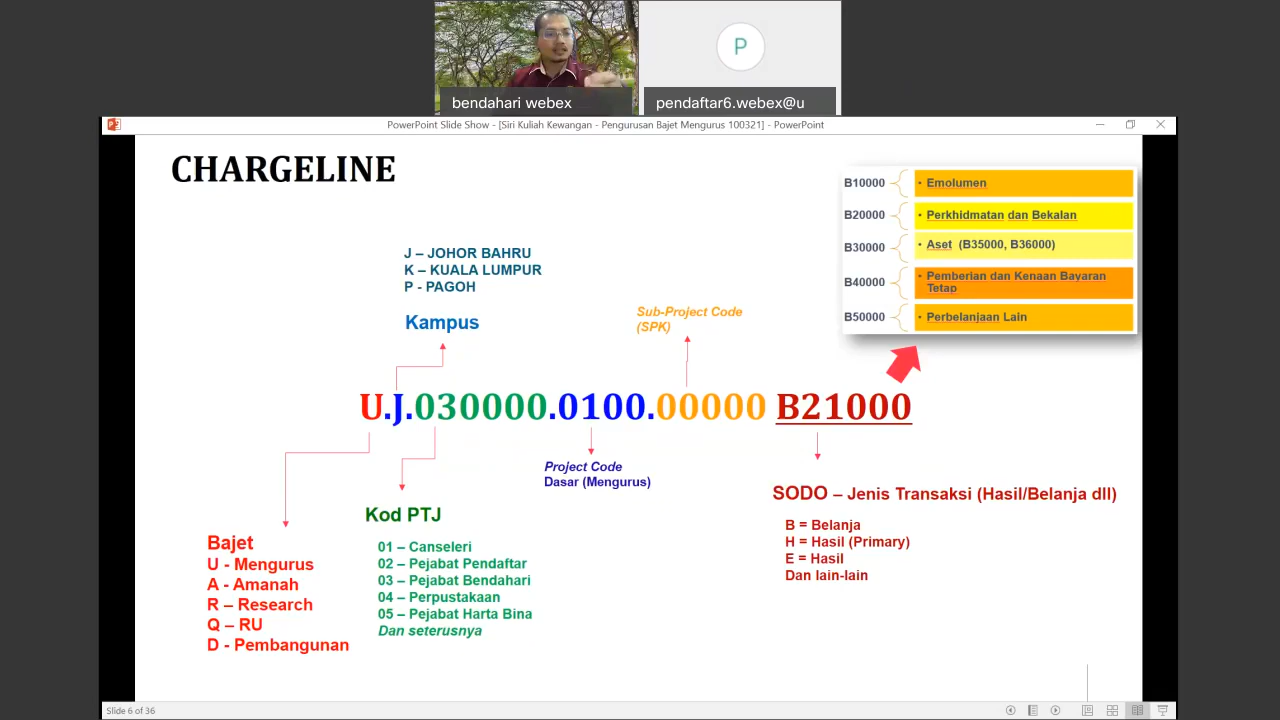 bendahari webex
P
pendaftar6.webex@u
PowerPoint Slide Show - [Siri Kuliah Kewangan - Pengurusan Bajet Mengurus 100321] - PowerPoint
CHARGELINE
B10000
• Emolumen
B20000
• Perkhidmatan dan Bekalan
B30000
• Aset (B35000, B36000)
B40000
• Pemberian dan Kenaan Bayaran
Tetap
B50000
• Perbelanjaan Lain
J – JOHOR BAHRU
K – KUALA LUMPUR
P - PAGOH
Kampus
Sub-Project Code
(SPK)
U.J.030000.0100.00000 B21000
Project Code
Dasar (Mengurus)
SODO – Jenis Transaksi (Hasil/Belanja dll)
B = Belanja
H = Hasil (Primary)
E = Hasil
Dan lain-lain
Kod PTJ
01 – Canseleri
02 – Pejabat Pendaftar
03 – Pejabat Bendahari
04 – Perpustakaan
05 – Pejabat Harta Bina
Dan seterusnya
Bajet
U - Mengurus
A - Amanah
R – Research
Q – RU
D - Pembangunan
Slide 6 of 36